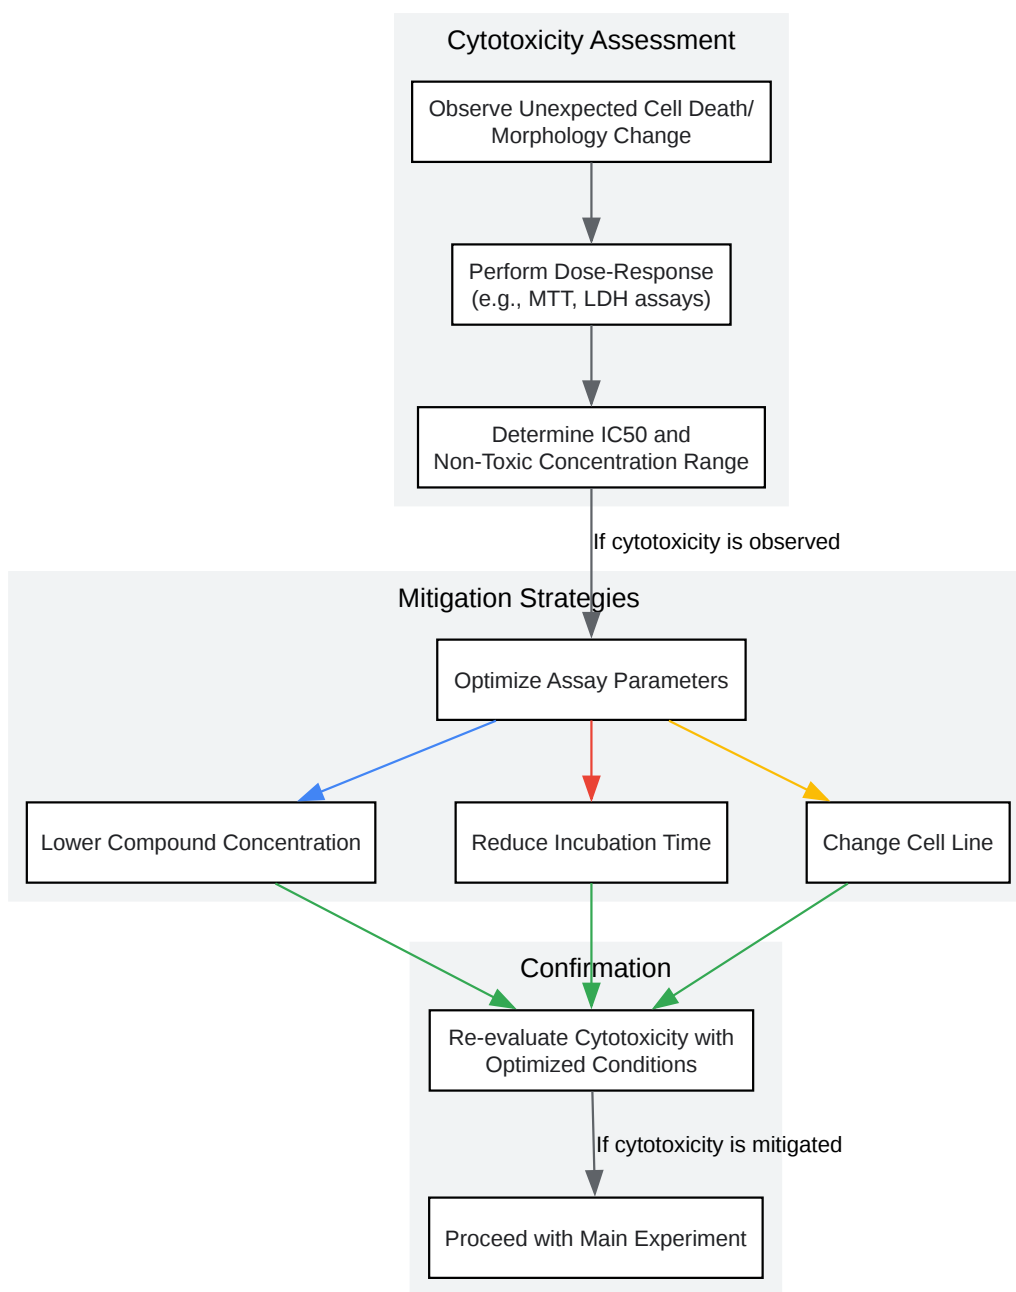 Cytotoxicity Assessment
Observe Unexpected Cell Death/
Morphology Change
Perform Dose-Response
(e.g., MTT, LDH assays)
Determine IC50 and
Non-Toxic Concentration Range
If cytotoxicity is observed
Mitigation Strategies
Optimize Assay Parameters
Lower Compound Concentration
Reduce Incubation Time
Change Cell Line
Confirmation
Re-evaluate Cytotoxicity with
Optimized Conditions
If cytotoxicity is mitigated
Proceed with Main Experiment